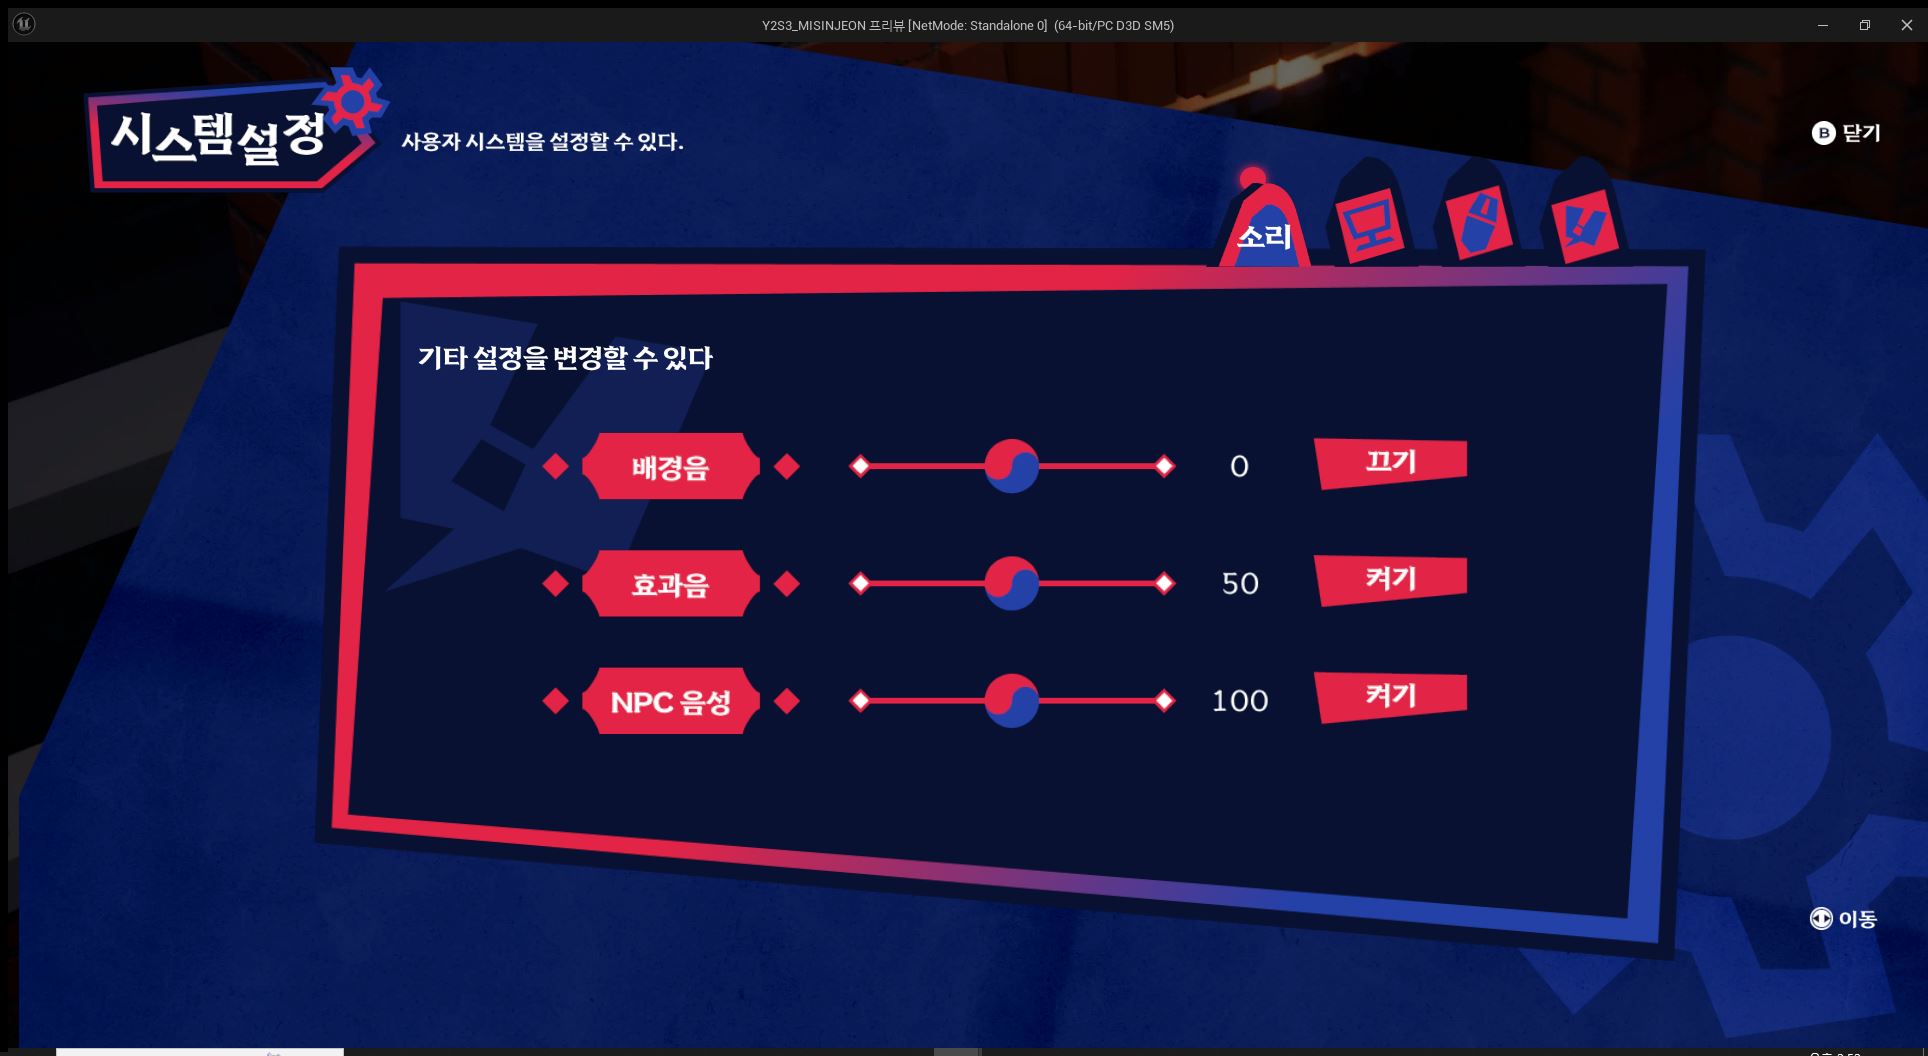 Y2S3_MISINJEON 프리뷰 [NetMode: Standalone 0] (64-bit/PC D3D SM5)
시스템설정
사용자 시스템을 설정할 수 있다.
B 닫기
소리
기타 설정을 변경할 수 있다
배경음 0 끄기
효과음 50 켜기
NPC 음성 100 켜기
이동